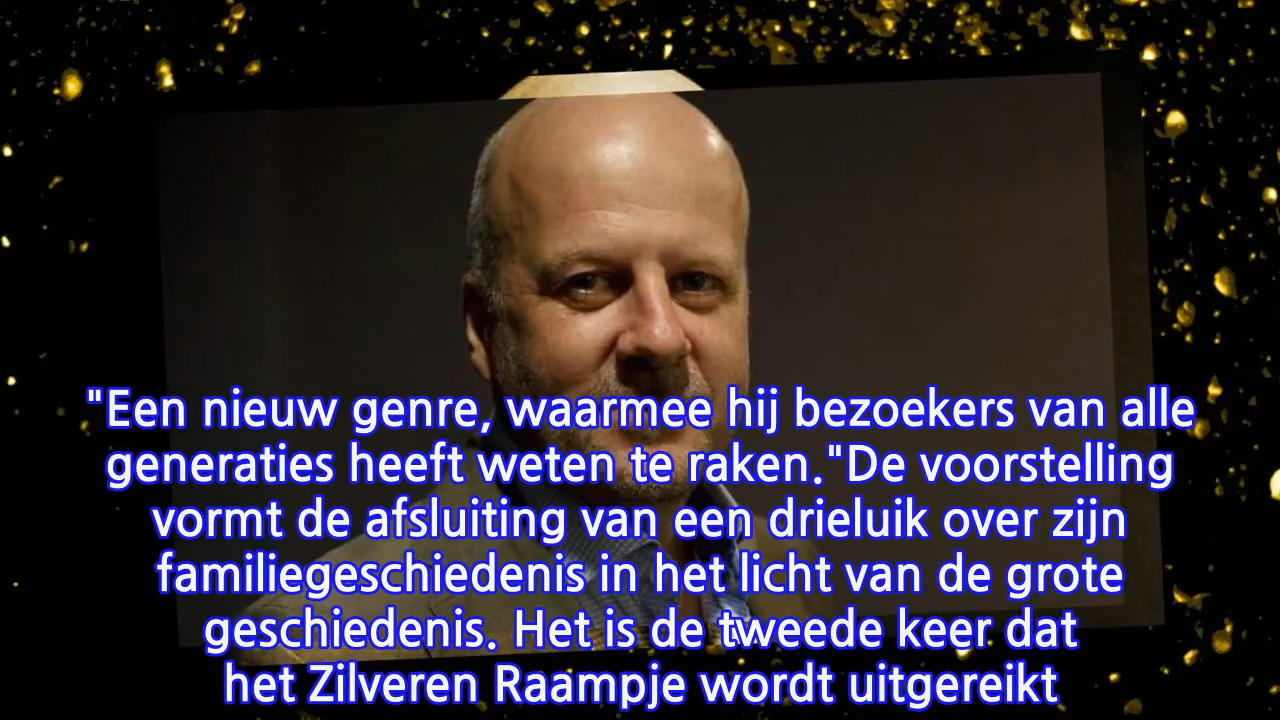 "Een nieuw genre, waarmee hij bezoekers van alle
generaties heeft weten te raken."De voorstelling
vormt de afsluiting van een drieluik over zijn
familiegeschiedenis in het licht van de grote
geschiedenis. Het is de tweede keer dat
het Zilveren Raampje wordt uitgereikt